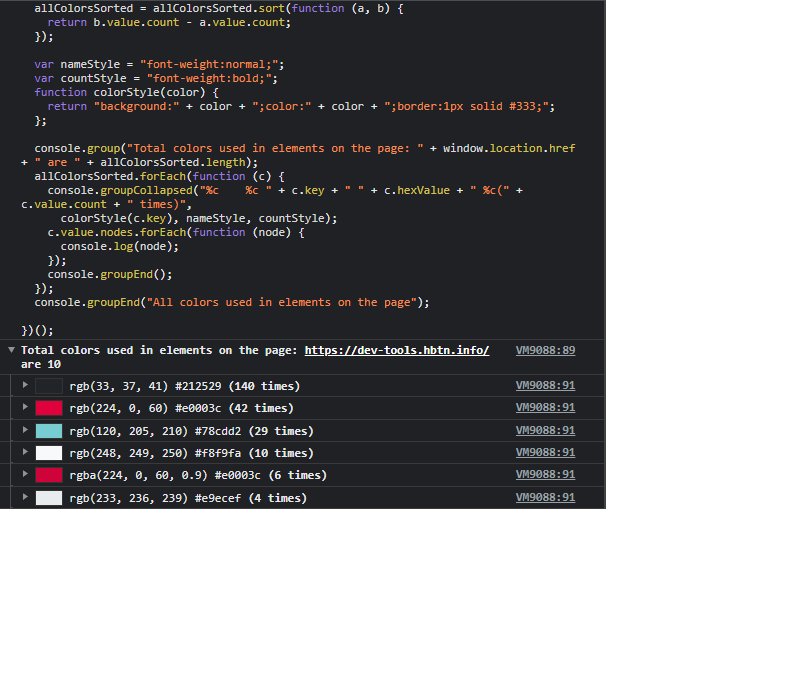 allColorsSorted = allColorsSorted.sort(function (a, b) {
return b.value.count - a.value.count;
});
var nameStyle = "font-weight:normal;";
var countStyle = "font-weight:bold;";
function colorStyle(color) {
return "background:" + color + ";color:" + color + ";border:1px solid #333;";
};
console.group("Total colors used in elements on the page: " + window.location.href
+ " are " + allColorsSorted.length);
allColorsSorted.forEach(function (c) {
console.groupCollapsed("%c    %c " + c.key + " " + c.hexValue + " %c(" +
c.value.count + " times)",
colorStyle(c.key), nameStyle, countStyle);
c.value.nodes.forEach(function (node) {
console.log(node);
});
console.groupEnd();
});
console.groupEnd("All colors used in elements on the page");
})();
Total colors used in elements on the page: https://dev-tools.hbtn.info/ VM9088:89
are 10
rgb(33, 37, 41) #212529 (140 times) VM9088:91
rgb(224, 0, 60) #e0003c (42 times) VM9088:91
rgb(120, 205, 210) #78cdd2 (29 times) VM9088:91
rgb(248, 249, 250) #f8f9fa (10 times) VM9088:91
rgba(224, 0, 60, 0.9) #e0003c (6 times) VM9088:91
rgb(233, 236, 239) #e9ecef (4 times) VM9088:91